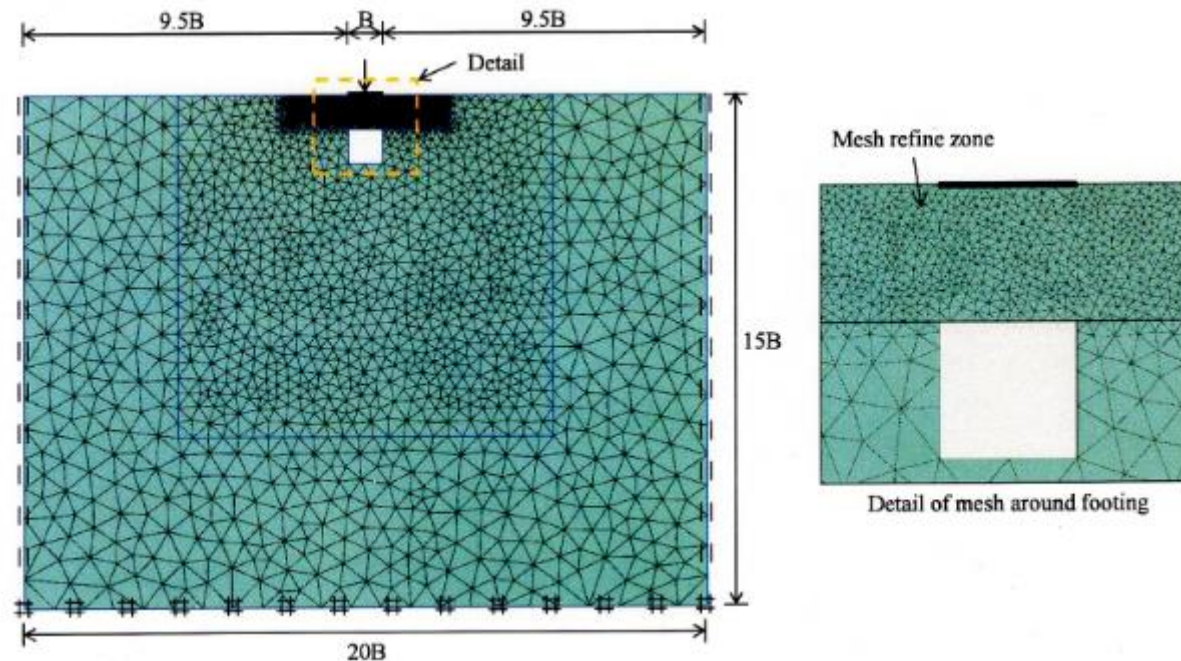 9.5B
B
9.5B
Detail
Mesh refine zone
15B
Detail of mesh around footing
20B